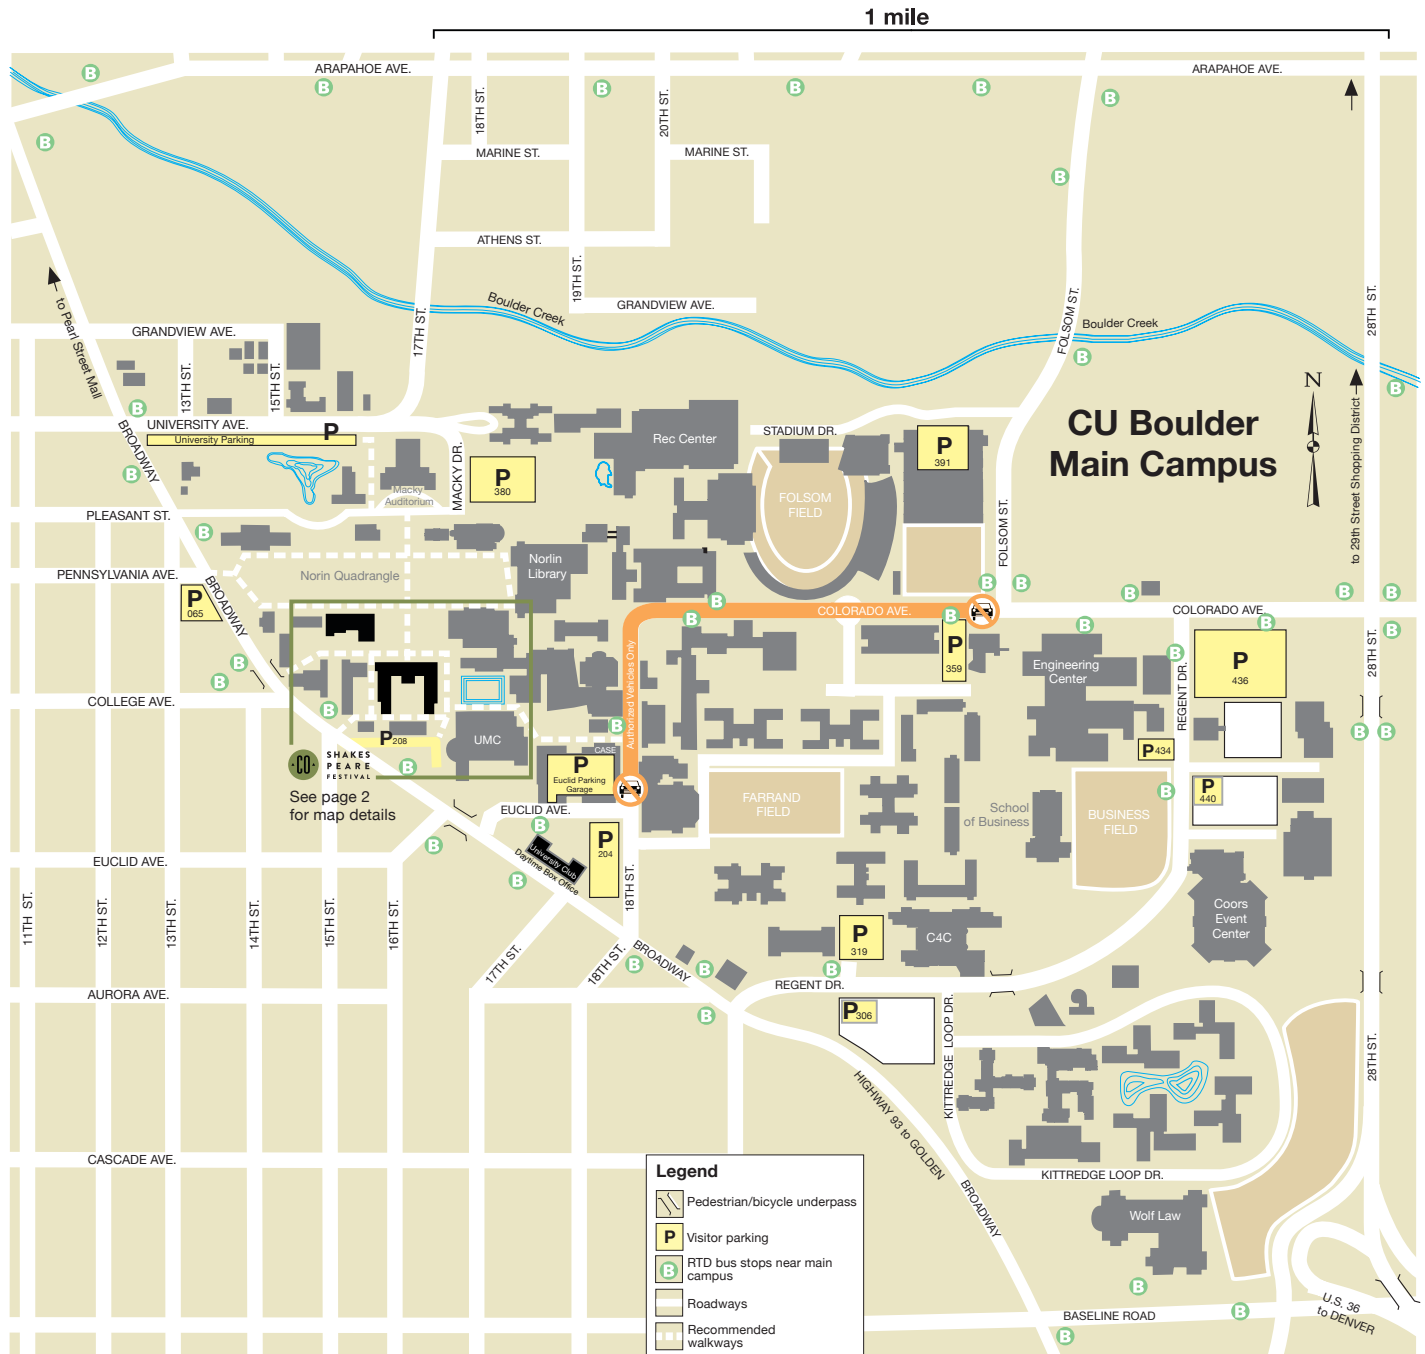 1 mile
ARAPAHOE AVE.
ARAPAHOE AVE.
B
B
B
B
B
B
B
B
18TH ST.
20TH ST.
MARINE ST.
MARINE ST.
ATHENS ST.
19TH ST.
GRANDVIEW AVE.
Boulder Creek
Boulder Creek
17TH ST.
FOLSOM ST.
28TH ST.
to Pearl Street Mall
GRANDVIEW AVE.
13TH ST.
15TH ST.
B
B
B
N
to 29th Street Shopping District
CU Boulder
Main Campus
UNIVERSITY AVE.
P
University Parking
BROADWAY
B
MACKY DR.
Macky
Auditorium
P
380
Rec Center
STADIUM DR.
FOLSOM
FIELD
P
391
FOLSOM ST.
PLEASANT ST.
B
PENNSYLVANIA AVE.
BROADWAY
Norin Quadrangle
Norlin
Library
P
065
B
B
B
B
B
B
B
COLORADO AVE.
COLORADO AVE.
B
B
B
B
B
B
P
359
Engineering
Center
REGENT DR.
P
436
28TH ST.
B
B
COLLEGE AVE.
B
B
B
P 208
B
UMC
Authorized Vehicles Only
B
CASE
P
Euclid Parking
Garage
CO
SHAKES
PEARE
FESTIVAL
See page 2
for map details
P 434
B
P
440
FARRAND
FIELD
School
of Business
BUSINESS
FIELD
EUCLID AVE.
B
B
B
University Club
Daytime Box Office
P
204
18TH ST.
EUCLID AVE.
11TH ST.
12TH ST.
13TH ST.
14TH ST.
15TH ST.
16TH ST.
17TH ST.
18TH ST.
BROADWAY
B
B
B
B
P
319
C4C
Coors
Event
Center
REGENT DR.
AURORA AVE.
P 306
KITTREDGE LOOP DR.
HIGHWAY 93 to GOLDEN
BROADWAY
28TH ST.
CASCADE AVE.
KITTREDGE LOOP DR.
Wolf Law
B
B
B
BASELINE ROAD
U.S. 36
to DENVER
Legend
Pedestrian/bicycle underpass
P
Visitor parking
B
RTD bus stops near main
campus
Roadways
Recommended
walkways